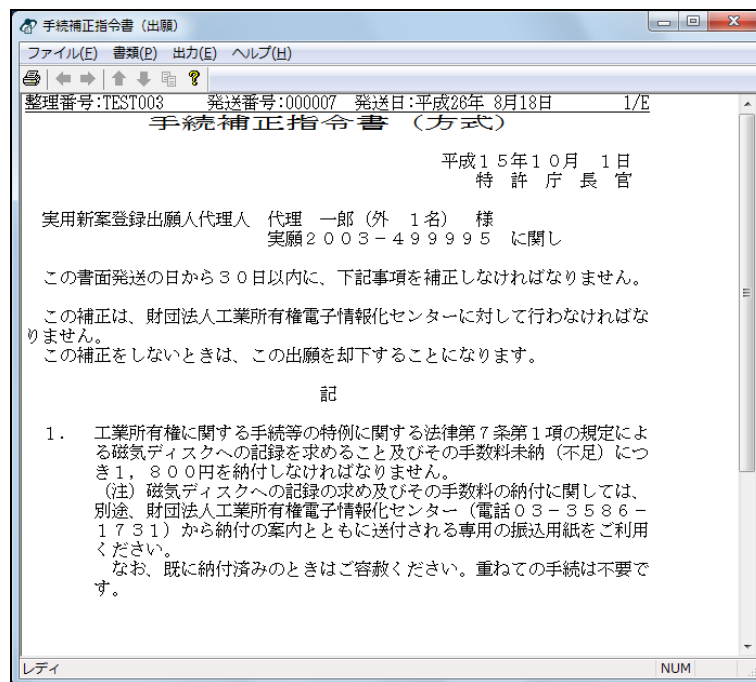 手続補正指令書（出願）
ファイル(F) 書類(P) 出力(E) ヘルプ(H)
整理番号:TEST003 発送番号:000007 発送日:平成26年 8月18日 1/E
手続補正指令書（方式）
平成１５年１０月　１日
特　許　庁　長　官
実用新案登録出願人代理人　代理　一郎（外　１名）　様
実願２００３－４９９９９５　に関し
この書面発送の日から３０日以内に、下記事項を補正しなければなりません。
この補正は、財団法人工業所有権電子情報化センターに対して行わなければな
りません。
この補正をしないときは、この出願を却下することになります。
記
１．　工業所有権に関する手続等の特例に関する法律第７条第１項の規定によ
る磁気ディスクへの記録を求めること及びその手数料未納（不足）につ
き１，８００円を納付しなければなりません。
（注）磁気ディスクへの記録の求め及びその手数料の納付に関しては、
別途、財団法人工業所有権電子情報化センター（電話０３－３５８６－
１７３１）から納付の案内とともに送付される専用の振込用紙をご利用
ください。
なお、既に納付済みのときはご容赦ください。重ねての手続は不要で
す。
レディ NUM